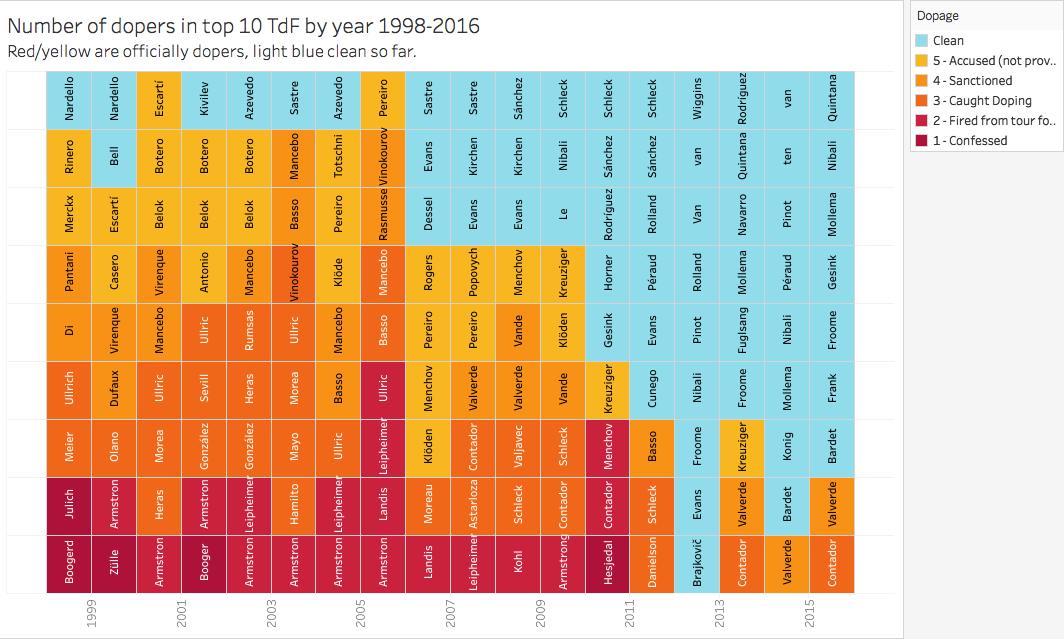 Number of dopers in top 10 TdF by year 1998-2016
Red/yellow are officially dopers, light blue clean so far.
Nardello Nardello Escartí Kivilev Azevedo Sastre Azevedo Pereiro Sastre Sastre Sánchez Schleck Schleck Schleck Wiggins Rodríguez van Quintana
Rinero Bell Botero Botero Botero Mancebo Totschni Vinokourov Evans Kirchen Kirchen Nibali Sánchez Sánchez van Quintana ten Nibali
Merckx Escartí Belok Belok Belok Basso Pereiro Rasmusse Dessel Evans Evans Le Rodríguez Rolland Van Navarro Pinot Mollema
Pantani Casero Virenque Antonio Mancebo Vinokourov Klöde Mancebo Rogers Popovych Menchov Kreuziger Horner Péraud Rolland Mollema Péraud Gesink
Di Virenque Mancebo Ullric Rumsas Ullric Mancebo Basso Pereiro Pereiro Vande Klöden Gesink Evans Pinot Fuglsang Nibali Froome
Ullrich Dufaux Ullric Sevill Heras Morea Basso Ullric Menchov Valverde Valverde Vande Kreuziger Cunego Nibali Froome Mollema Frank
Meier Olano Morea González González Mayo Ullric Leipheimer Klöden Contador Valjavec Schleck Menchov Basso Froome Kreuziger Konig Bardet
Julich Armstron Heras Armstron Leipheimer Hamilto Leipheimer Landis Moreau Astarloza Schleck Contador Contador Schleck Evans Valverde Bardet Valverde
Boogerd Zülle Armstron Booger Armstron Armstron Armstron Armstron Landis Leipheimer Kohl Armstrong Hesjedal Danielson Brajkovič Contador Valverde Contador
1999 2001 2003 2005 2007 2009 2011 2013 2015
Dopage
Clean
5 - Accused (not prov..
4 - Sanctioned
3 - Caught Doping
2 - Fired from tour fo..
1 - Confessed